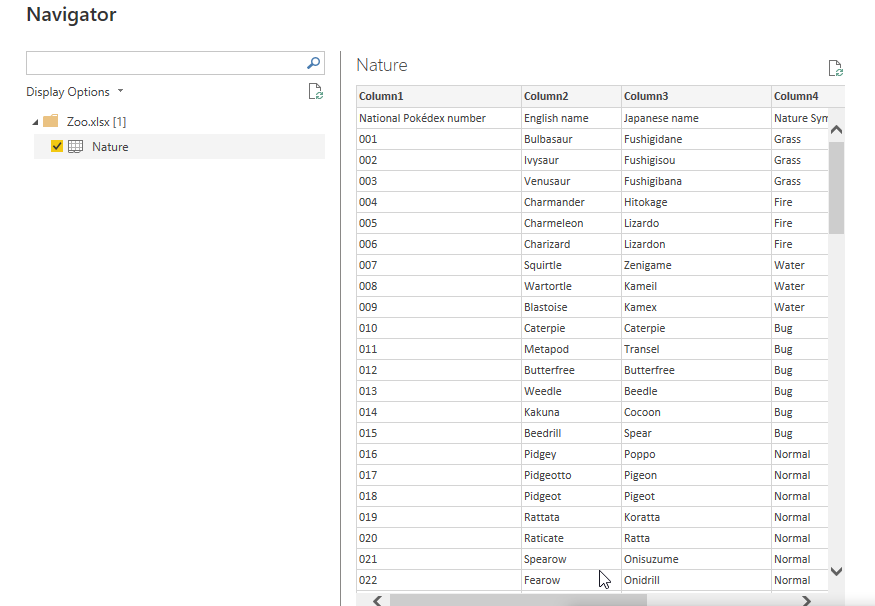 Navigator
Display Options
Zoo.xlsx [1]
Nature
Nature
Column1 Column2 Column3 Column4
National Pokédex number English name Japanese name Nature Sym
001 Bulbasaur Fushigidane Grass
002 Ivysaur Fushigisou Grass
003 Venusaur Fushigibana Grass
004 Charmander Hitokage Fire
005 Charmeleon Lizardo Fire
006 Charizard Lizardon Fire
007 Squirtle Zenigame Water
008 Wartortle Kameil Water
009 Blastoise Kamex Water
010 Caterpie Caterpie Bug
011 Metapod Transel Bug
012 Butterfree Butterfree Bug
013 Weedle Beedle Bug
014 Kakuna Cocoon Bug
015 Beedrill Spear Bug
016 Pidgey Poppo Normal
017 Pidgeotto Pigeon Normal
018 Pidgeot Pigeot Normal
019 Rattata Koratta Normal
020 Raticate Ratta Normal
021 Spearow Onisuzume Normal
022 Fearow Onidrill Normal